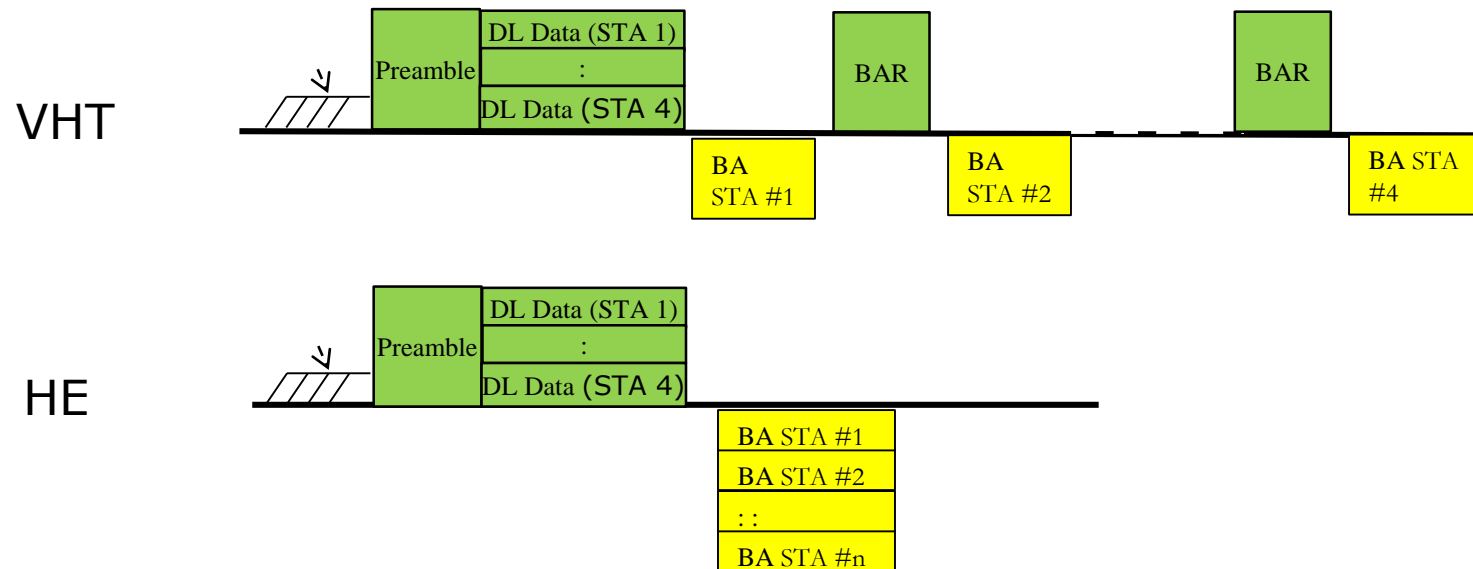 VHT
Preamble
DL Data (STA 1)
:
DL Data (STA 4)
BA
STA #1
BAR
BA
STA #2
BAR
BA STA
#4
HE
Preamble
DL Data (STA 1)
:
DL Data (STA 4)
BA STA #1
BA STA #2
: :
BA STA #n